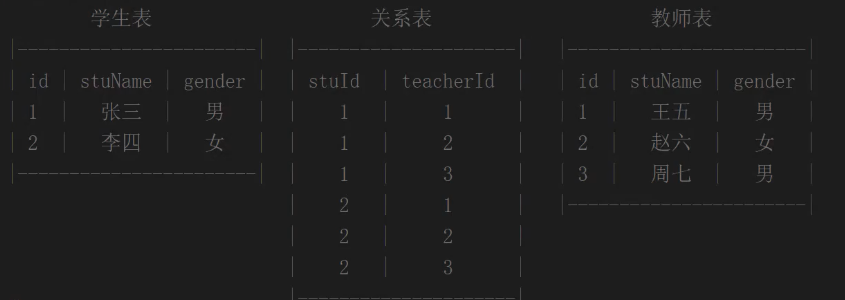 学生表 关系表 教师表
|-----------------------| |---------------------| |-----------------------|
| id | stuName | gender | | stuId | teacherId | | id | stuName | gender |
| 1 | 张三 | 男 | | 1 | 1 | | 1 | 王五 | 男 |
| 2 | 李四 | 女 | | 1 | 2 | | 2 | 赵六 | 女 |
|-----------------------| | 1 | 3 | | 3 | 周七 | 男 |
| 2 | 1 | |-----------------------|
| 2 | 2 |
| 2 | 3 |
|---------------------|